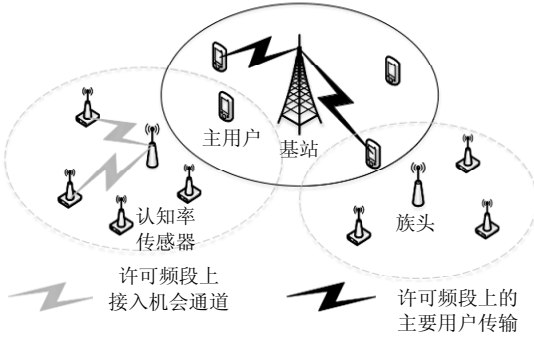 主用户
基站
认知率
传感器
族头
许可频段上
接入机会通道
许可频段上的
主要用户传输